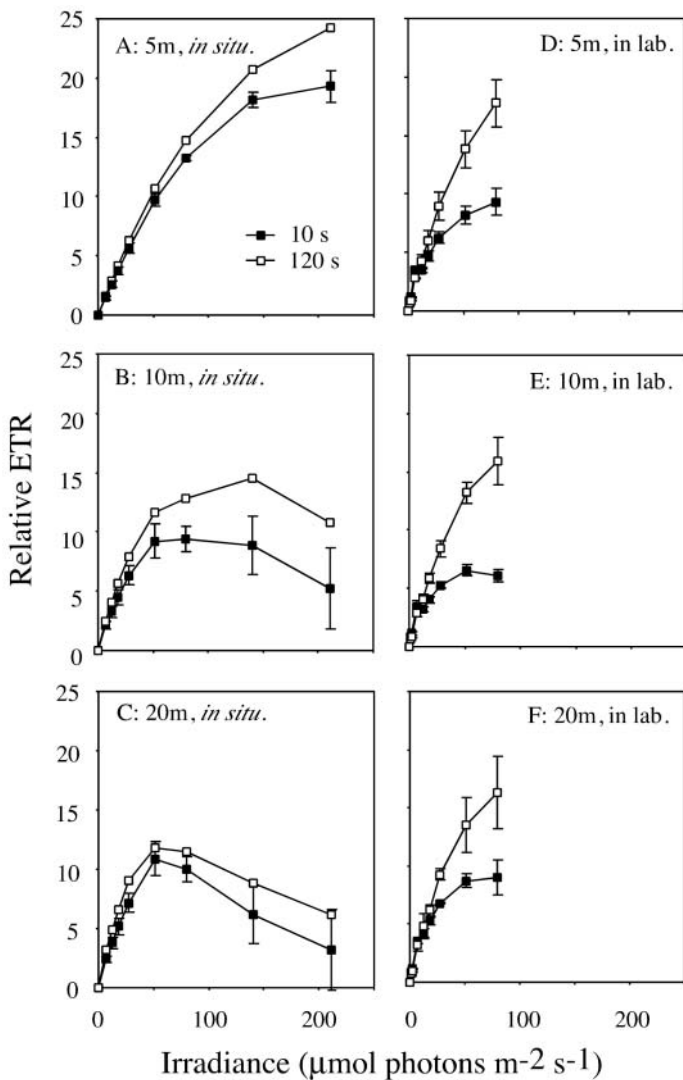 25
20
15
10
5
0
A: 5m, in situ.
10 s
120 s
D: 5m, in lab.
25
20
15
10
5
0
B: 10m, in situ.
E: 10m, in lab.
25
20
15
10
5
0
C: 20m, in situ.
F: 20m, in lab.
0 100 200
0 100 200
Relative ETR
Irradiance (µmol photons m-2 s-1)